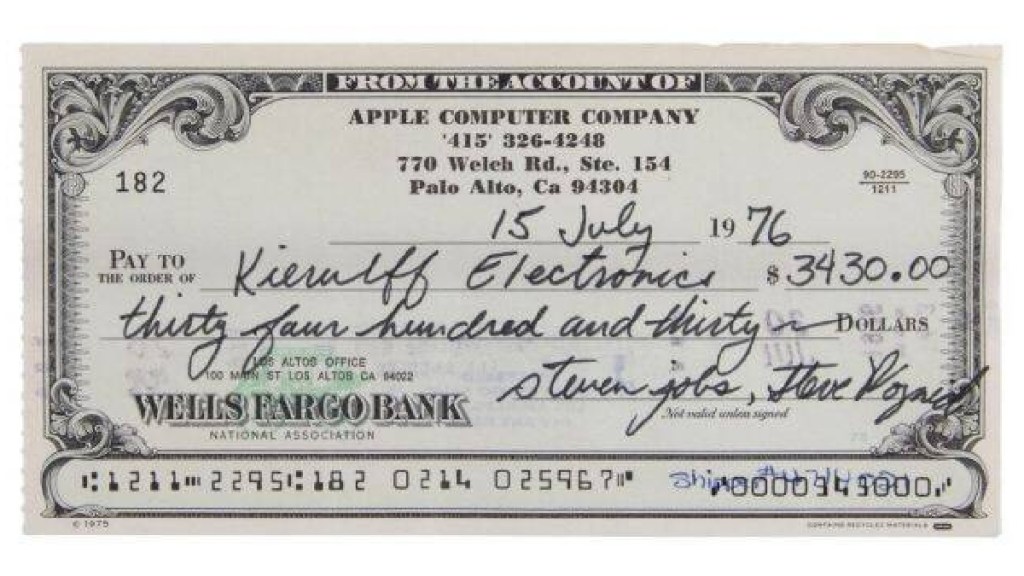 FROM THE ACCOUNT OF
APPLE COMPUTER COMPANY
'415' 326-4248
770 Welch Rd., Ste. 154
Palo Alto, Ca 94304
182
90-2295
1211
15 July 1976
PAY TO THE ORDER OF Kierulff Electronics $3430.00
thirty four hundred and thirty DOLLARS
LOS ALTOS OFFICE
100 MAIN ST LOS ALTOS CA 94022
steven jobs, Steve Wozniak
Not valid unless signed
WELLS FARGO BANK
NATIONAL ASSOCIATION
⑆1211⑉2295⑆182 0214 025967⑈ ⑇0000343000⑇
© 1975
CONTAINS RECYCLED MATERIALS